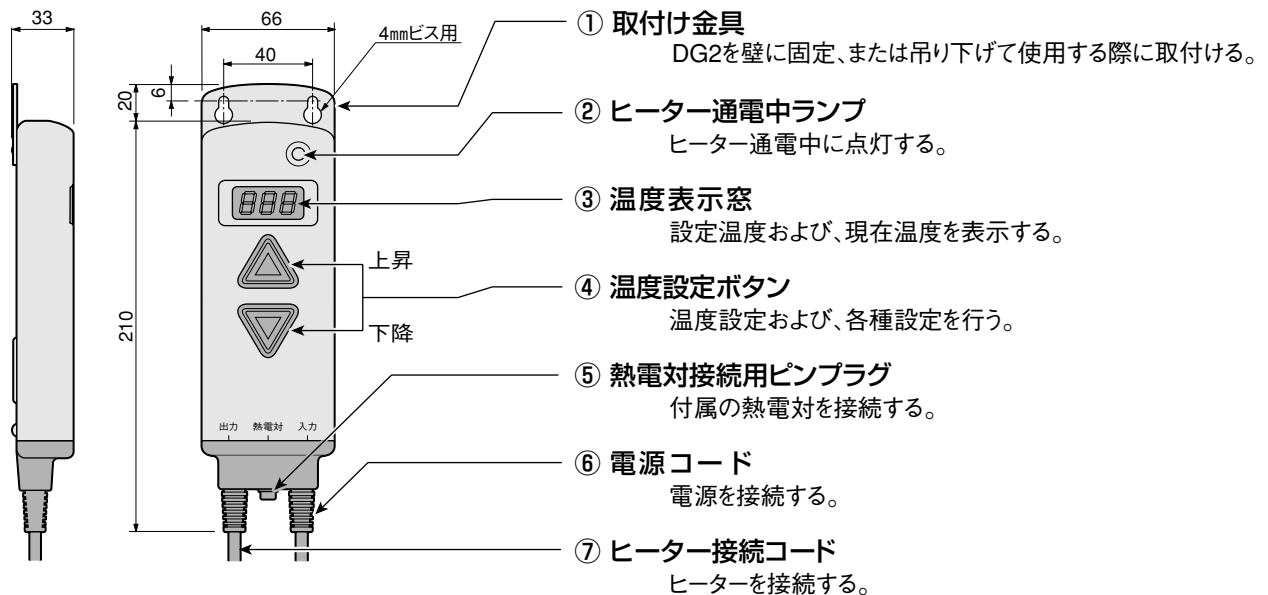 33
66
4mmビス用
40
20
6
210
上昇
下降
出力 熱電対 入力
① 取付け金具
DG2を壁に固定、または吊り下げて使用する際に取付ける。
② ヒーター通電中ランプ
ヒーター通電中に点灯する。
③ 温度表示窓
設定温度および、現在温度を表示する。
④ 温度設定ボタン
温度設定および、各種設定を行う。
⑤ 熱電対接続用ピンプラグ
付属の熱電対を接続する。
⑥ 電源コード
電源を接続する。
⑦ ヒーター接続コード
ヒーターを接続する。
888